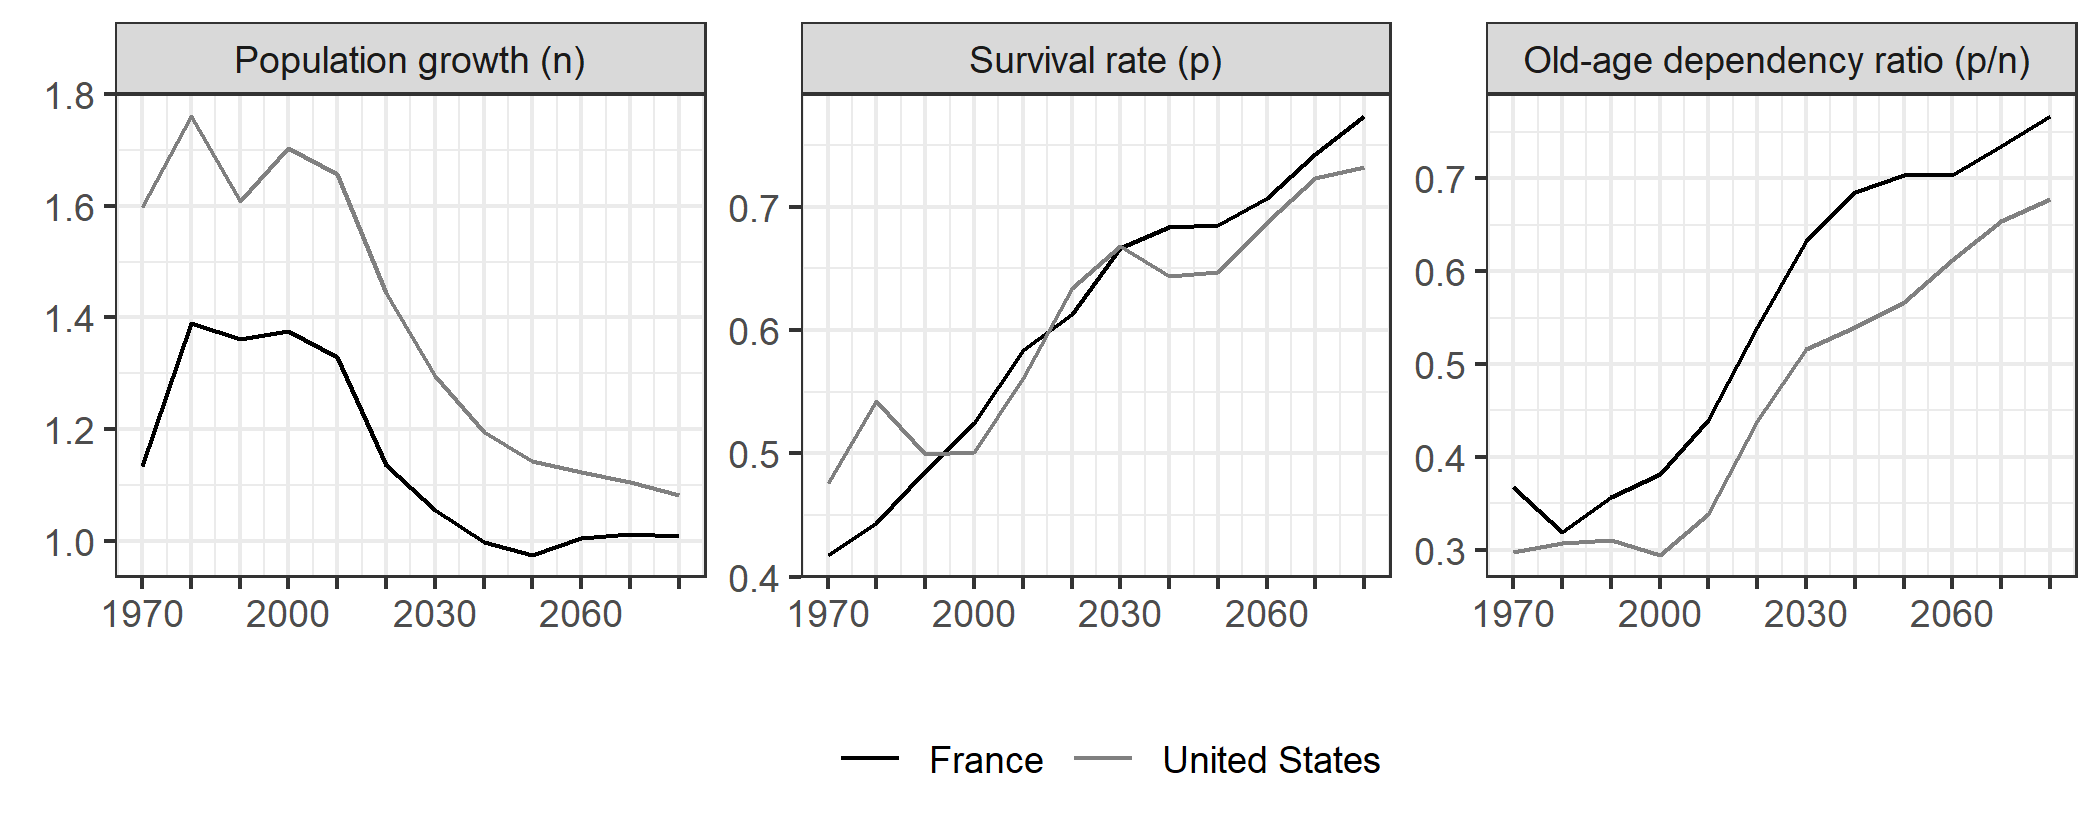 Population growth (n)
Survival rate (p)
Old-age dependency ratio (p/n)
1.8
1.6
1.4
1.2
1.0
0.7
0.6
0.5
0.4
0.7
0.6
0.5
0.4
0.3
1970 2000 2030 2060
1970 2000 2030 2060
1970 2000 2030 2060
France United States